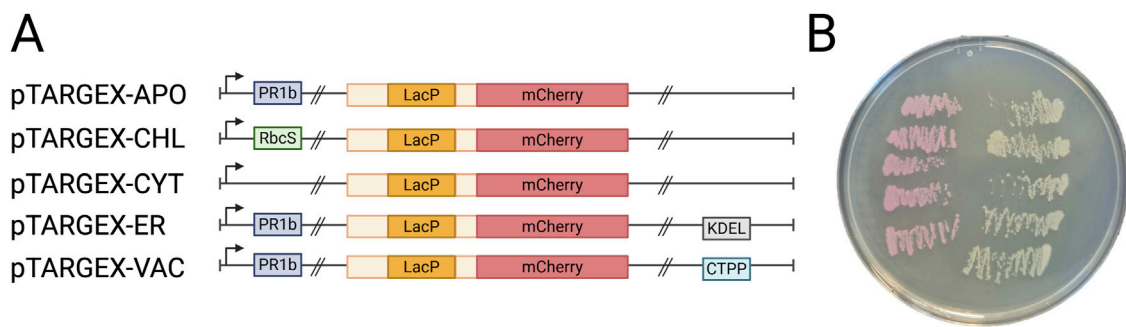 A B
pTARGEX-APO PR1b // LacP mCherry //
pTARGEX-CHL RbcS // LacP mCherry //
pTARGEX-CYT // LacP mCherry //
pTARGEX-ER PR1b // LacP mCherry // KDEL
pTARGEX-VAC PR1b // LacP mCherry // CTPP